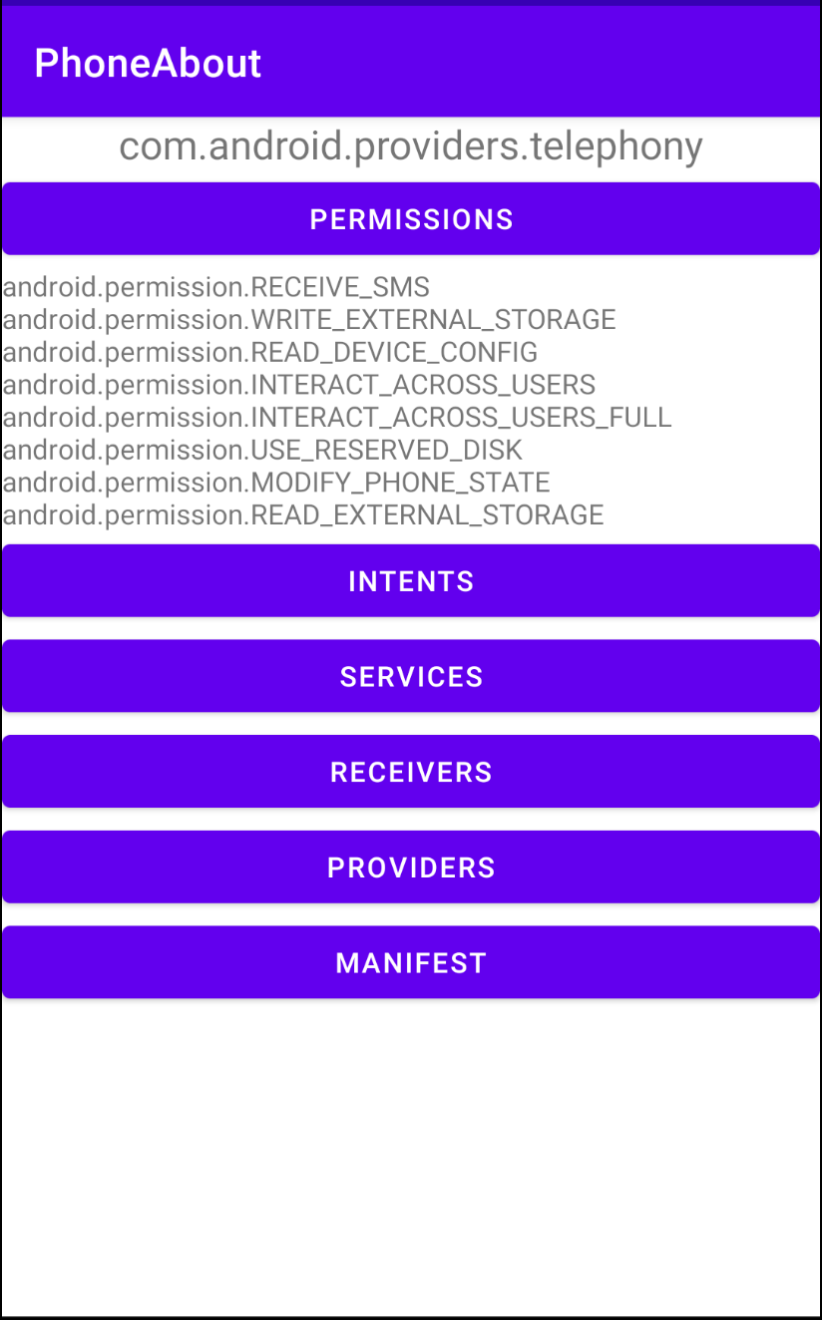 PhoneAbout
com.android.providers.telephony
PERMISSIONS
android.permission.RECEIVE_SMS
android.permission.WRITE_EXTERNAL_STORAGE
android.permission.READ_DEVICE_CONFIG
android.permission.INTERACT_ACROSS_USERS
android.permission.INTERACT_ACROSS_USERS_FULL
android.permission.USE_RESERVED_DISK
android.permission.MODIFY_PHONE_STATE
android.permission.READ_EXTERNAL_STORAGE
INTENTS
SERVICES
RECEIVERS
PROVIDERS
MANIFEST